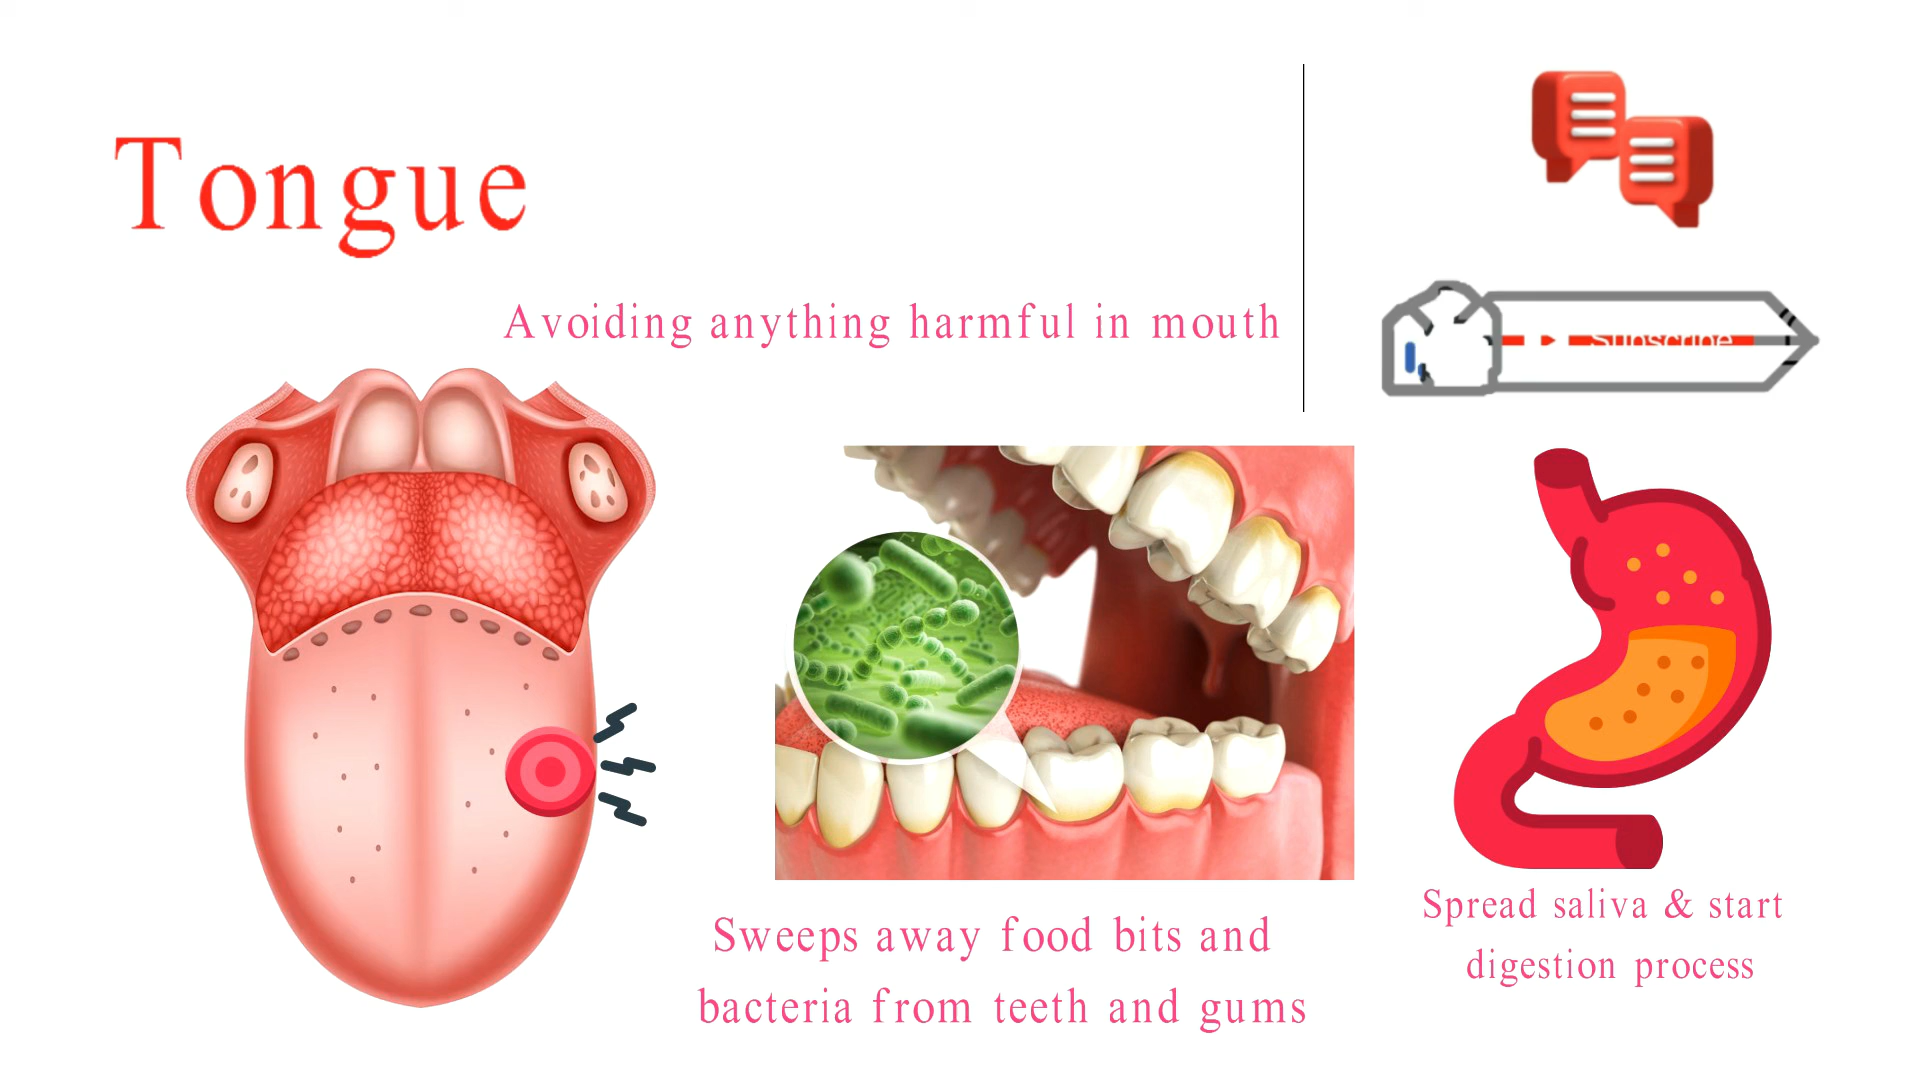 Tongue
Avoiding anything harmful in mouth
Subscribe
Sweeps away food bits and
bacteria from teeth and gums
Spread saliva & start
digestion process